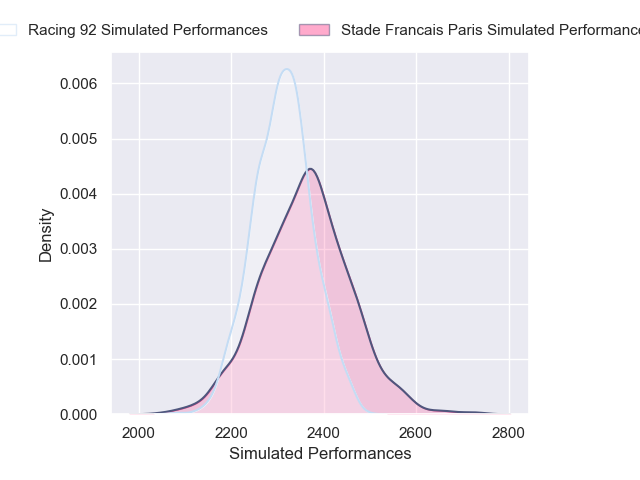 Racing 92 Simulated Performances Stade Francais Paris Simulated Performance
0.006
0.005
0.004
0.003
0.002
0.001
0.000
Density
2000 2200 2400 2600 2800
Simulated Performances